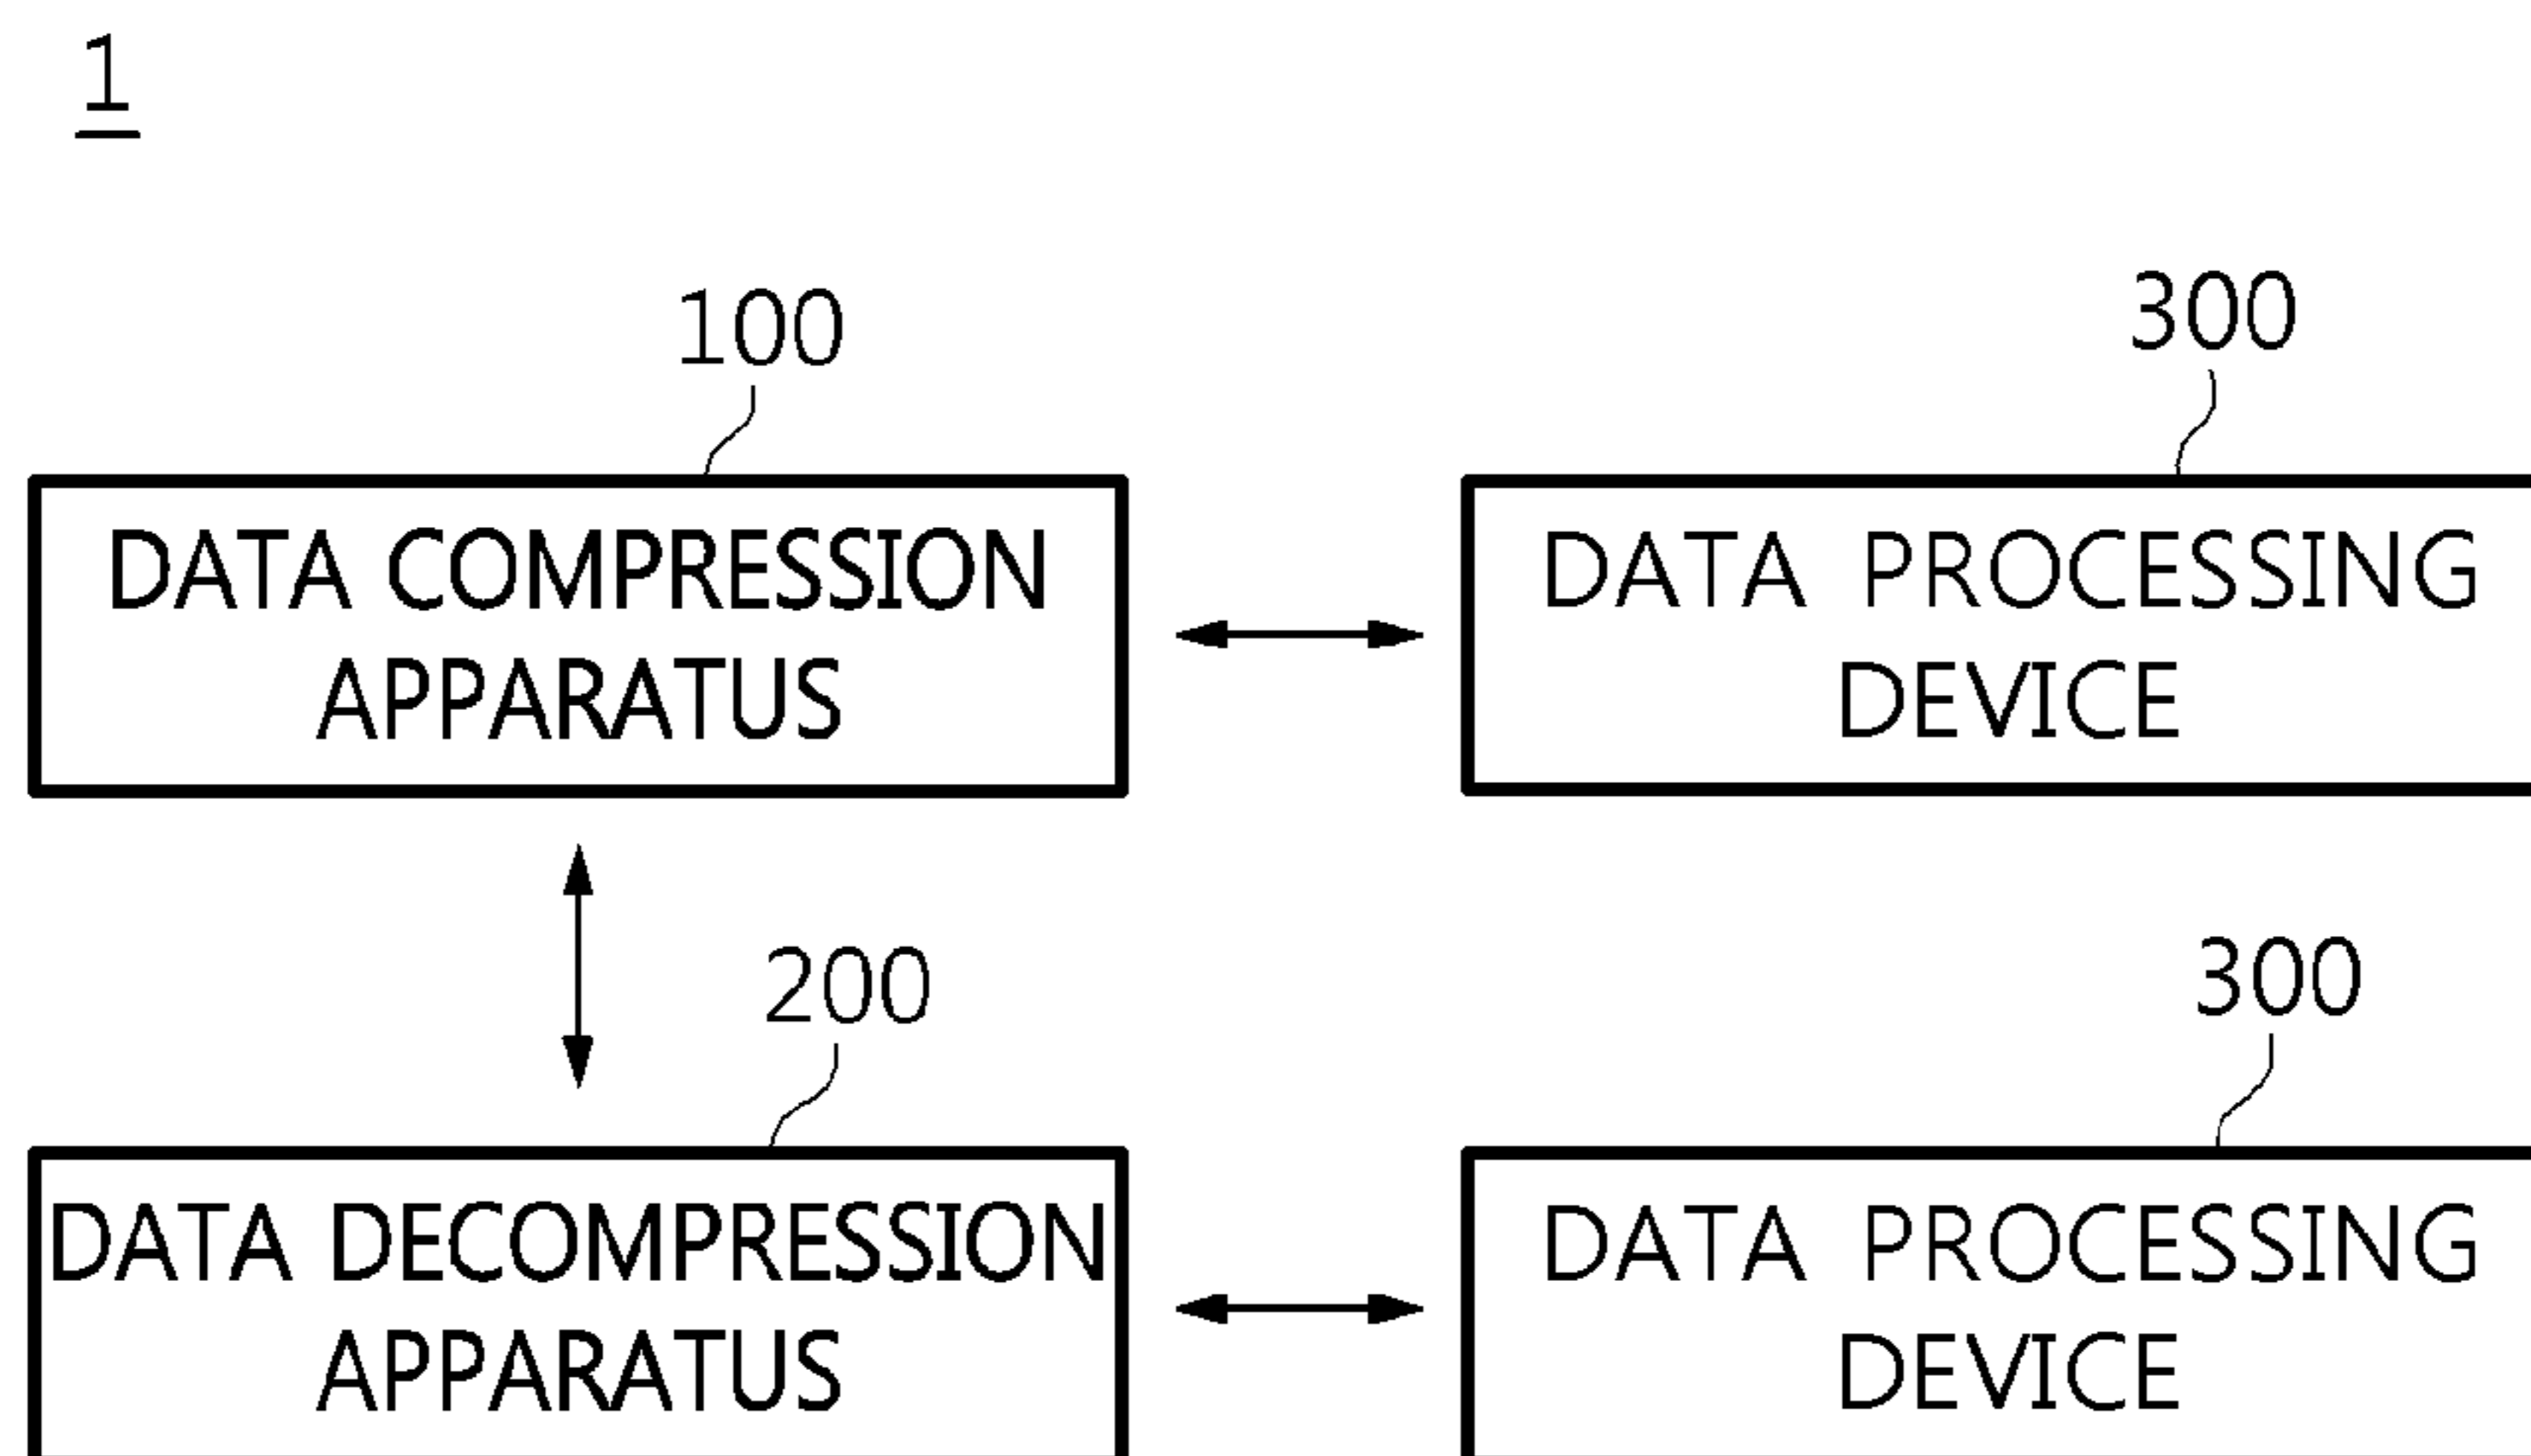 1
100
300
DATA COMPRESSION
APPARATUS
DATA PROCESSING
DEVICE
200
300
DATA DECOMPRESSION
APPARATUS
DATA PROCESSING
DEVICE